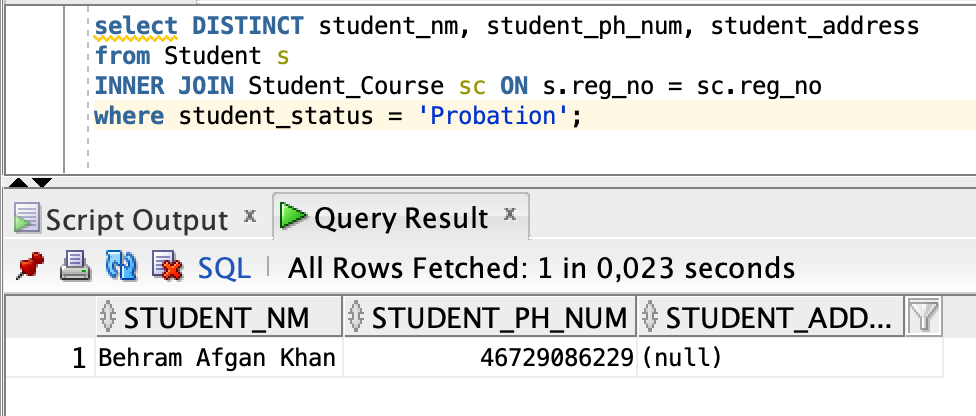 select DISTINCT student_nm, student_ph_num, student_address
from Student s
INNER JOIN Student_Course sc ON s.reg_no = sc.reg_no
where student_status = 'Probation';
Script Output x Query Result x
SQL | All Rows Fetched: 1 in 0,023 seconds
STUDENT_NM STUDENT_PH_NUM STUDENT_ADD...
1 Behram Afgan Khan 46729086229 (null)